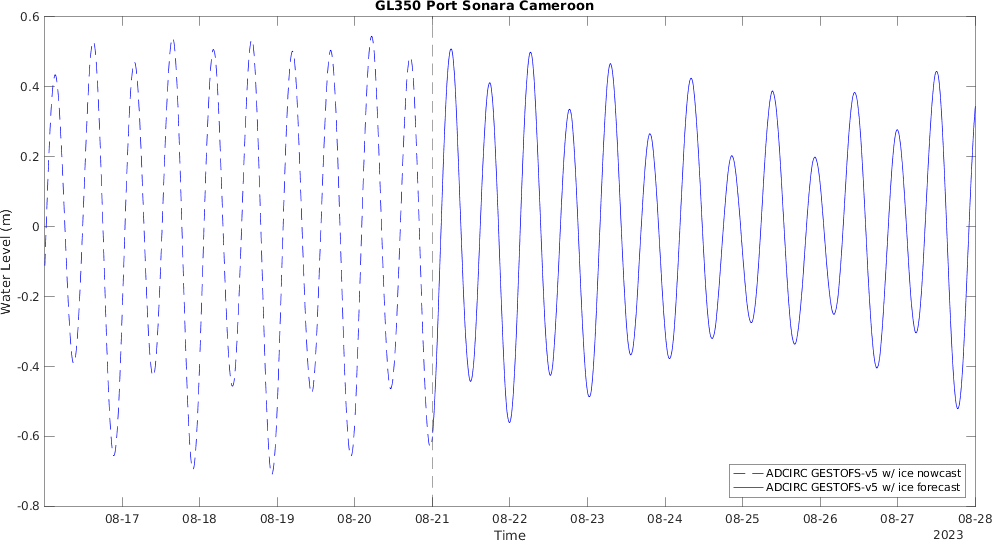 GL350 Port Sonara Cameroon
0.6
0.4
0.2
0
-0.2
-0.4
-0.6
-0.8
Water Level (m)
ADCIRC GESTOFS-v5 w/ ice nowcast
ADCIRC GESTOFS-v5 w/ ice forecast
08-17 08-18 08-19 08-20 08-21 08-22 08-23 08-24 08-25 08-26 08-27 08-28
Time
2023